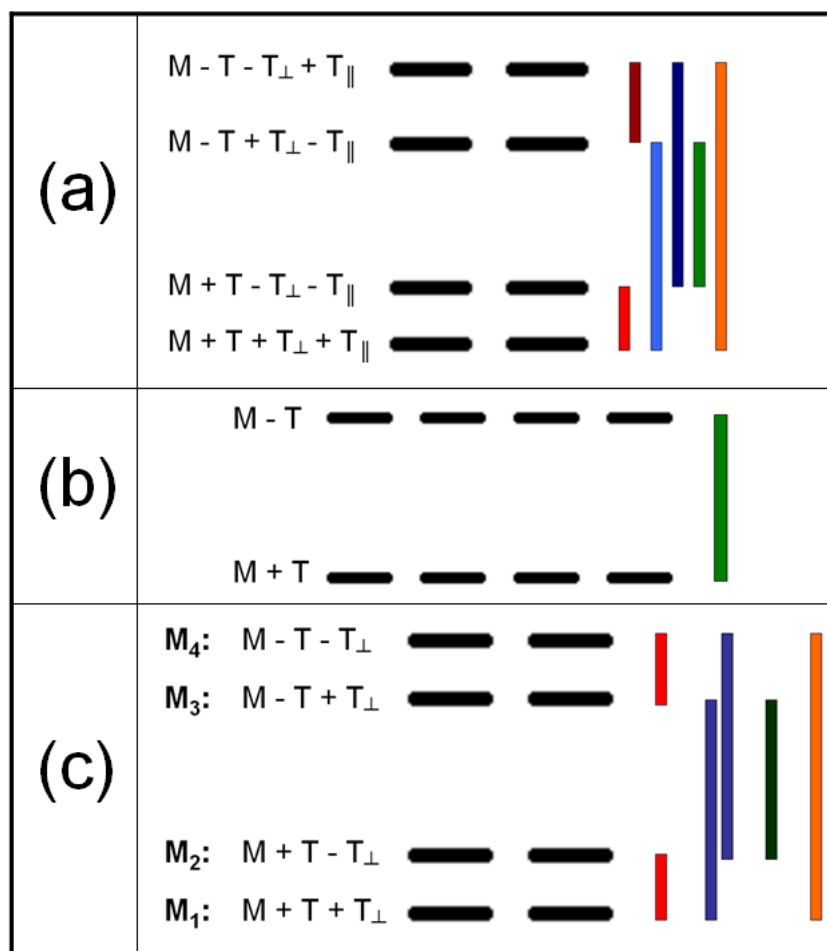 (a)
M - T - T⊥ + T∥
M - T + T⊥ - T∥
M + T - T⊥ - T∥
M + T + T⊥ + T∥
(b)
M - T
M + T
(c)
M₄: M - T - T⊥
M₃: M - T + T⊥
M₂: M + T - T⊥
M₁: M + T + T⊥